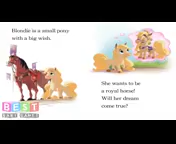 Blondie is a small pony
with a big wish.
She wants to be
a royal horse!
Will her dream
come true?
BEST
BABY GAMES